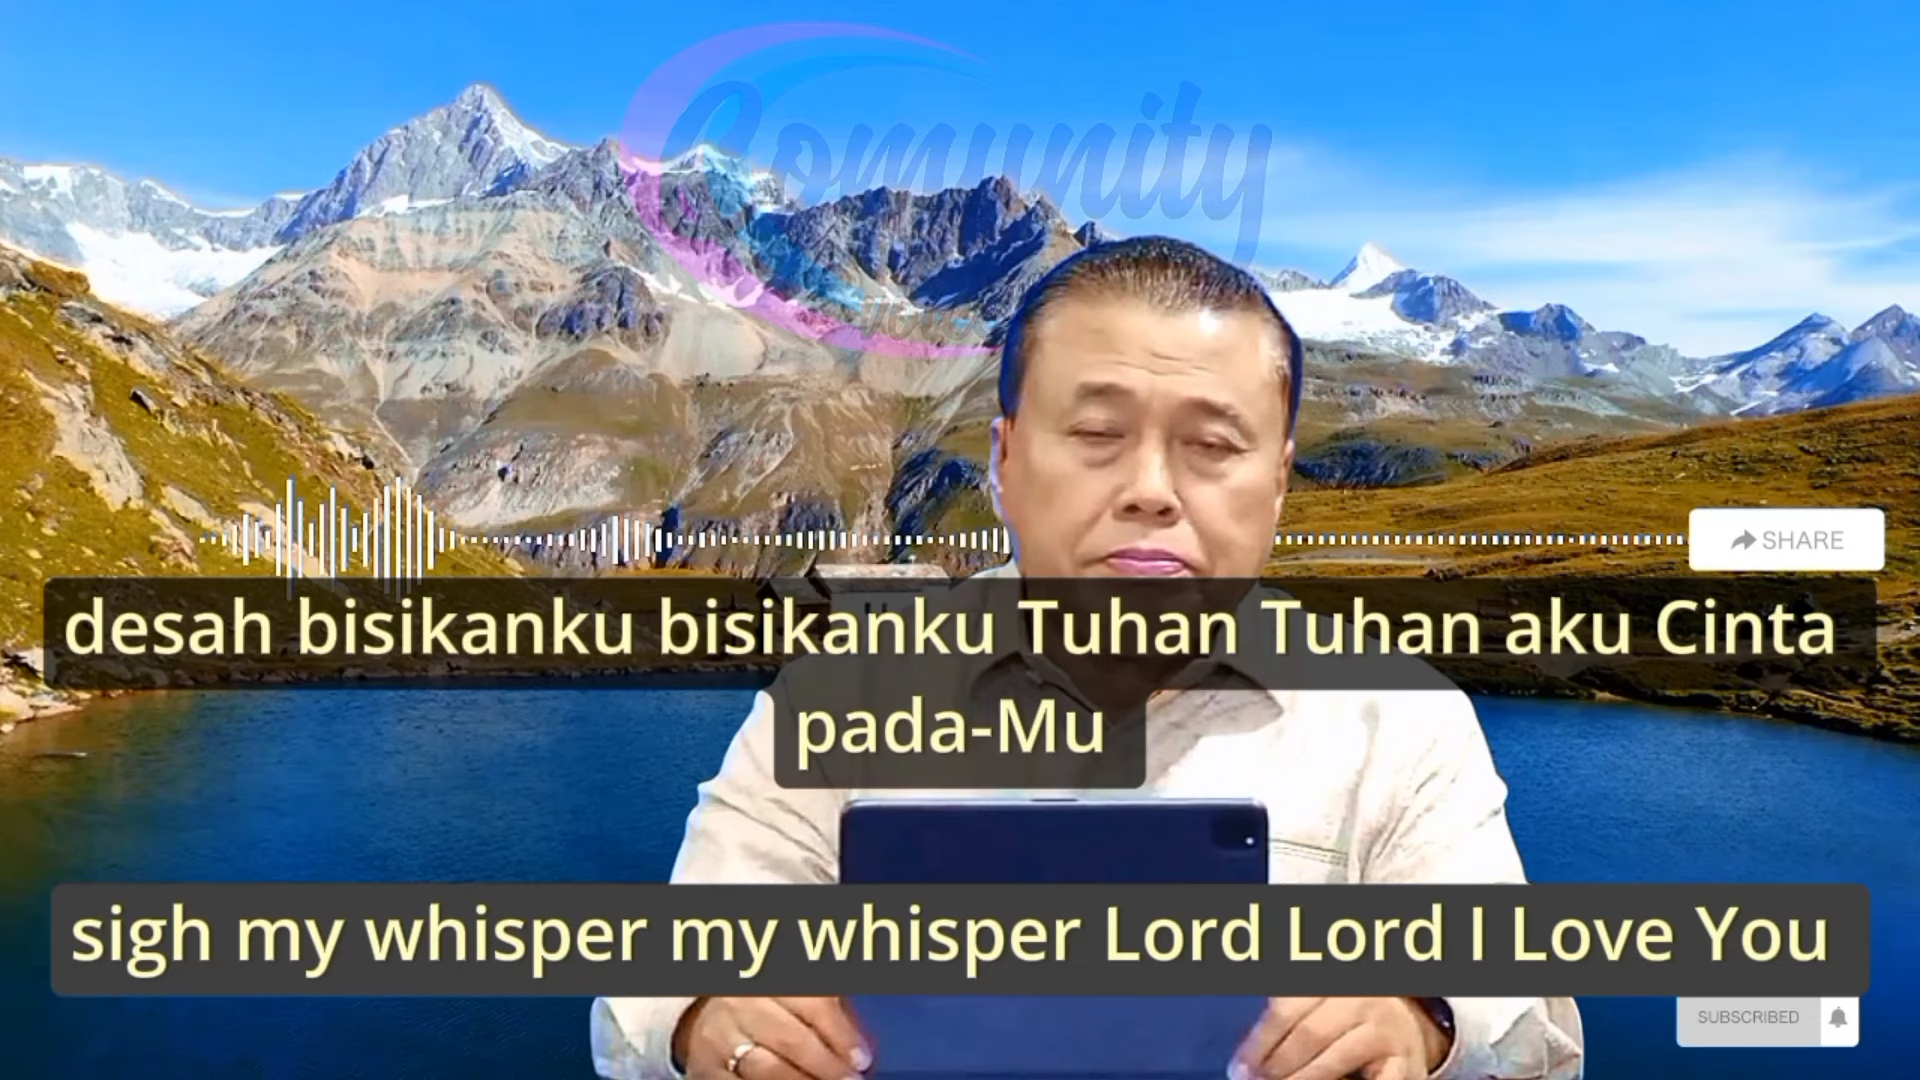 Comunity
SHARE
desah bisikanku bisikanku Tuhan Tuhan aku Cinta
pada-Mu
sigh my whisper my whisper Lord Lord I Love You
SUBSCRIBED